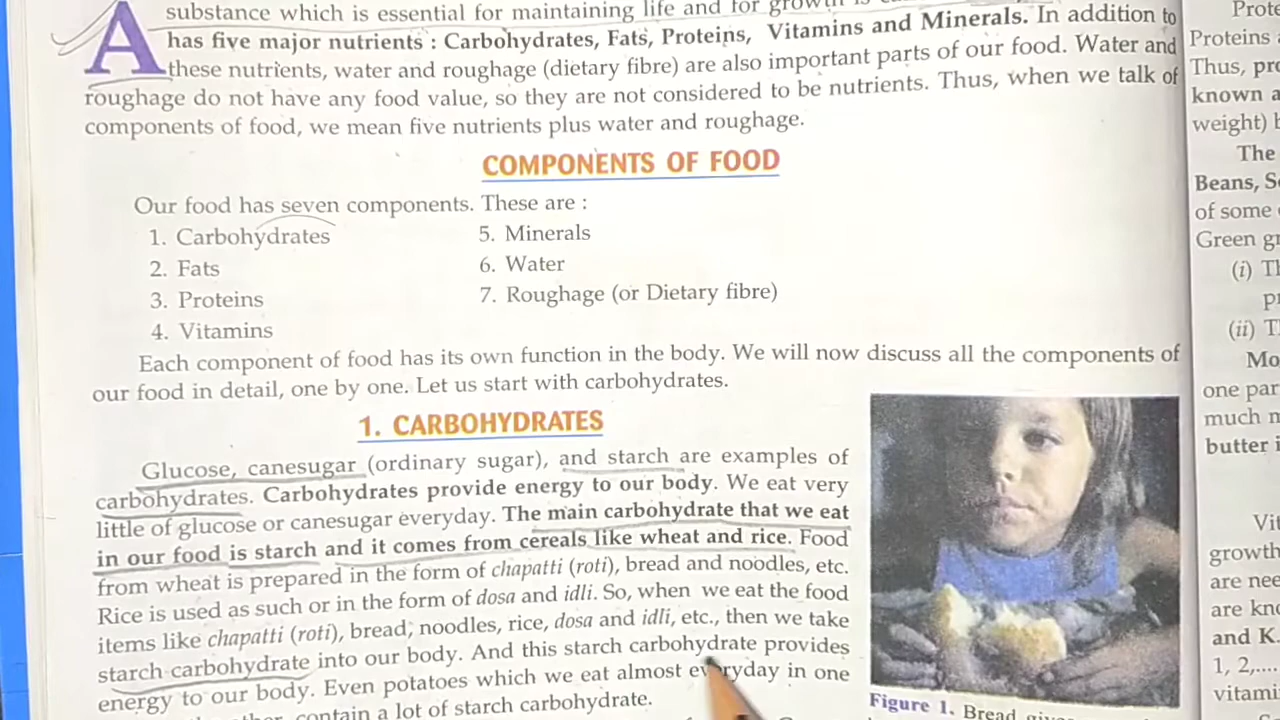 A substance which is essential for maintaining life and for growth is
has five major nutrients : Carbohydrates, Fats, Proteins, Vitamins and Minerals. In addition to
these nutrients, water and roughage (dietary fibre) are also important parts of our food. Water and
roughage do not have any food value, so they are not considered to be nutrients. Thus, when we talk of
components of food, we mean five nutrients plus water and roughage.
COMPONENTS OF FOOD
Our food has seven components. These are :
1. Carbohydrates
2. Fats
3. Proteins
4. Vitamins
5. Minerals
6. Water
7. Roughage (or Dietary fibre)
Each component of food has its own function in the body. We will now discuss all the components of
our food in detail, one by one. Let us start with carbohydrates.
1. CARBOHYDRATES
Glucose, canesugar (ordinary sugar), and starch are examples of
carbohydrates. Carbohydrates provide energy to our body. We eat very
little of glucose or canesugar everyday. The main carbohydrate that we eat
in our food is starch and it comes from cereals like wheat and rice. Food
from wheat is prepared in the form of chapatti (roti), bread and noodles, etc.
Rice is used as such or in the form of dosa and idli. So, when we eat the food
items like chapatti (roti), bread, noodles, rice, dosa and idli, etc., then we take
starch carbohydrate into our body. And this starch carbohydrate provides
energy to our body. Even potatoes which we eat almost everyday in one
contain a lot of starch carbohydrate.
Figure 1. Bread
Proteins
Thus,
known
weight)
The
Beans,
of some
Green
(i)
(ii)
one
much
butter
growth
are
are
and K
1, 2,....